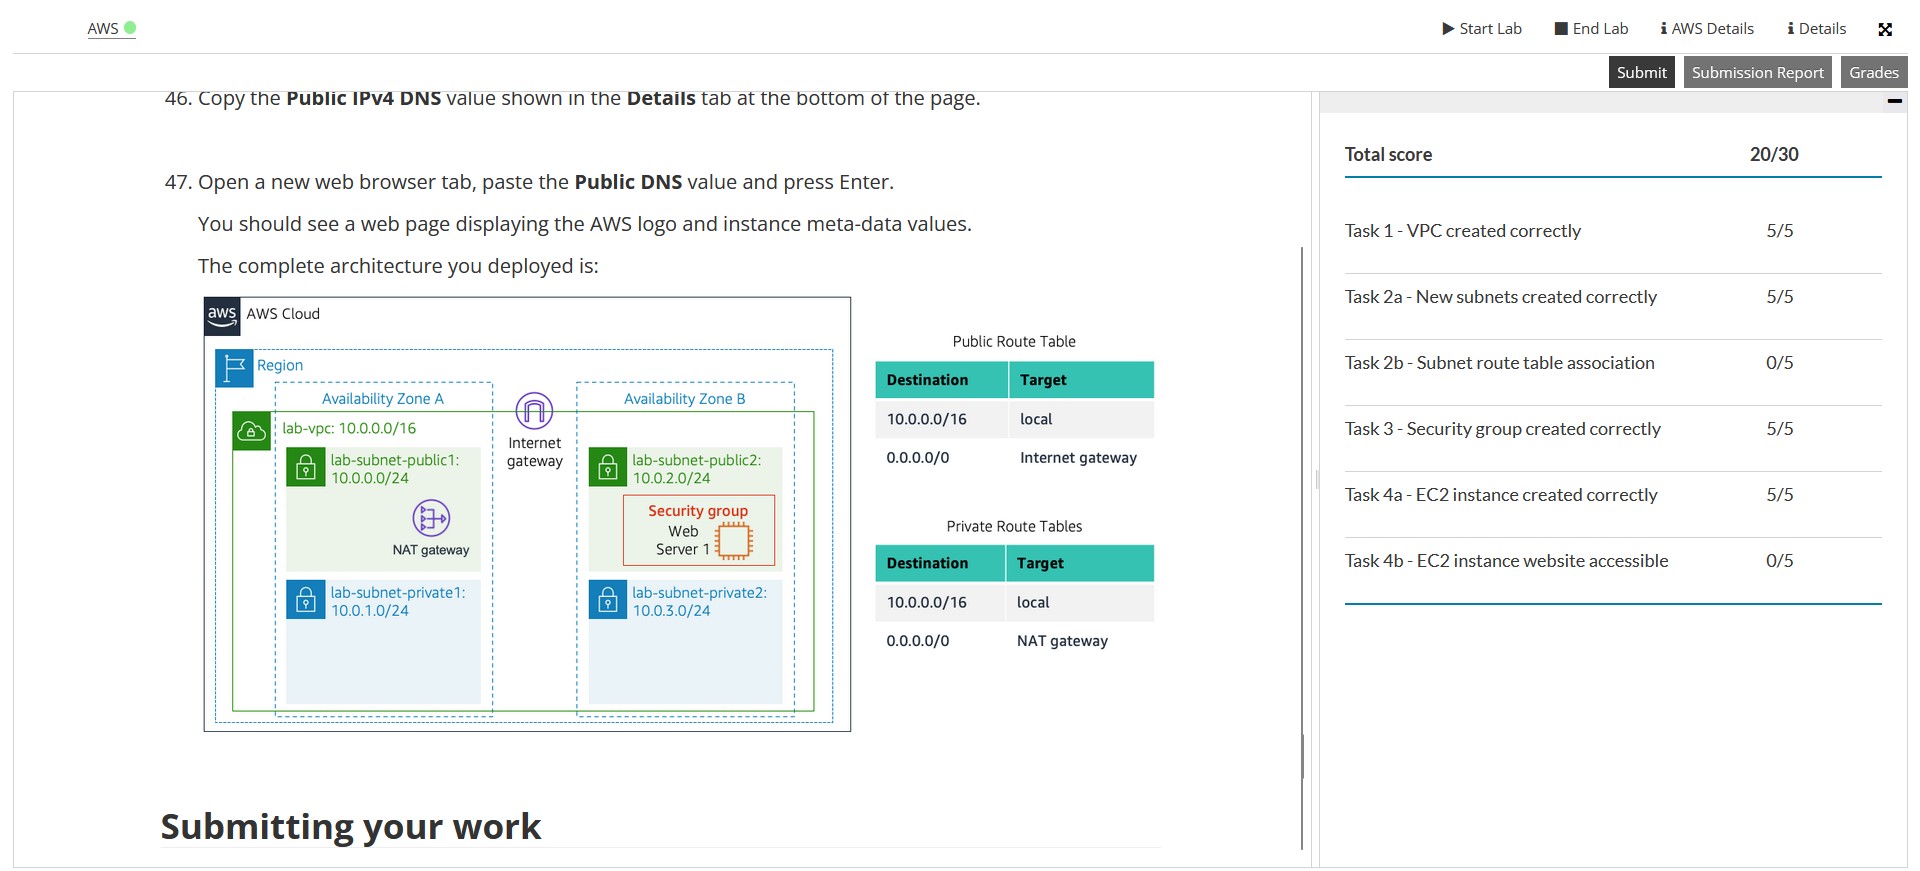 AWS
Start Lab
End Lab
AWS Details
Details
Submit
Submission Report
Grades
46. Copy the Public IPv4 DNS value shown in the Details tab at the bottom of the page.
47. Open a new web browser tab, paste the Public DNS value and press Enter.
You should see a web page displaying the AWS logo and instance meta-data values.
The complete architecture you deployed is:
aws
AWS Cloud
Region
Availability Zone A
Availability Zone B
lab-vpc: 10.0.0.0/16
Internet
gateway
lab-subnet-public1:
10.0.0.0/24
NAT gateway
lab-subnet-public2:
10.0.2.0/24
Security group
Web
Server 1
lab-subnet-private1:
10.0.1.0/24
lab-subnet-private2:
10.0.3.0/24
Public Route Table
Destination Target
10.0.0.0/16 local
0.0.0.0/0 Internet gateway
Private Route Tables
Destination Target
10.0.0.0/16 local
0.0.0.0/0 NAT gateway
Submitting your work
Total score 20/30
Task 1 - VPC created correctly 5/5
Task 2a - New subnets created correctly 5/5
Task 2b - Subnet route table association 0/5
Task 3 - Security group created correctly 5/5
Task 4a - EC2 instance created correctly 5/5
Task 4b - EC2 instance website accessible 0/5